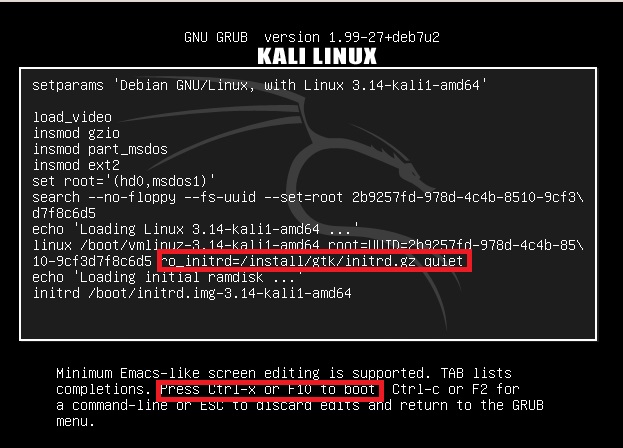 GNU GRUB  version 1.99-27+deb7u2
KALI LINUX
setparams 'Debian GNU/Linux, with Linux 3.14-kali1-amd64'
load_video
insmod gzio
insmod part_msdos
insmod ext2
set root='(hd0,msdos1)'
search --no-floppy --fs-uuid --set=root 2b9257fd-978d-4c4b-8510-9cf3\
d7f8c6d5
echo 'Loading Linux 3.14-kali1-amd64 ...'
linux /boot/vmlinuz-3.14-kali1-amd64 root=UUID=2b9257fd-978d-4c4b-85\
10-9cf3d7f8c6d5 ro_initrd=/install/gtk/initrd.gz quiet
echo 'Loading initial ramdisk ...'
initrd /boot/initrd.img-3.14-kali1-amd64
Minimum Emacs-like screen editing is supported. TAB lists
completions. Press Ctrl-x or F10 to boot, Ctrl-c or F2 for
a command-line or ESC to discard edits and return to the GRUB
menu.